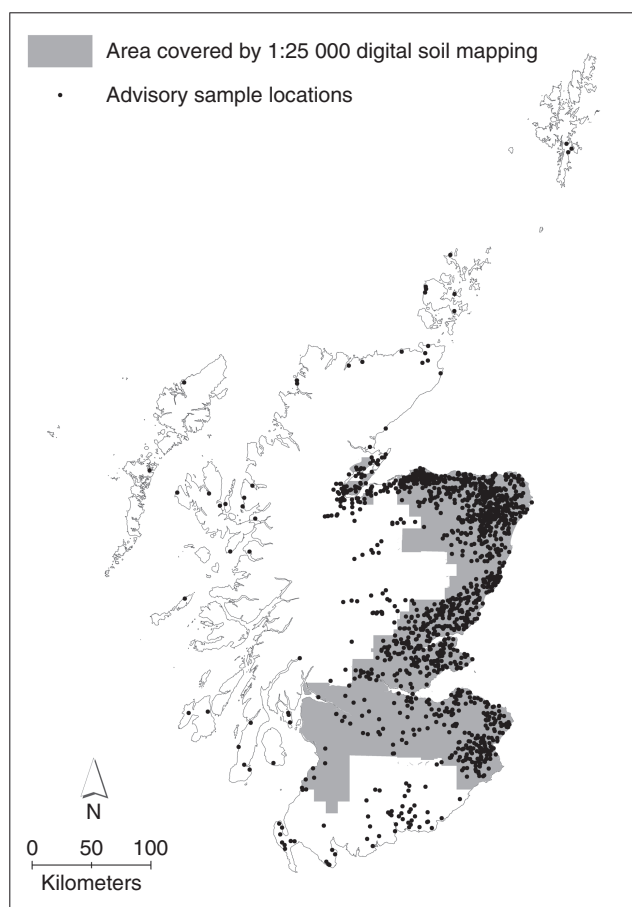 Area covered by 1:25 000 digital soil mapping
Advisory sample locations
N
0 50 100
Kilometers